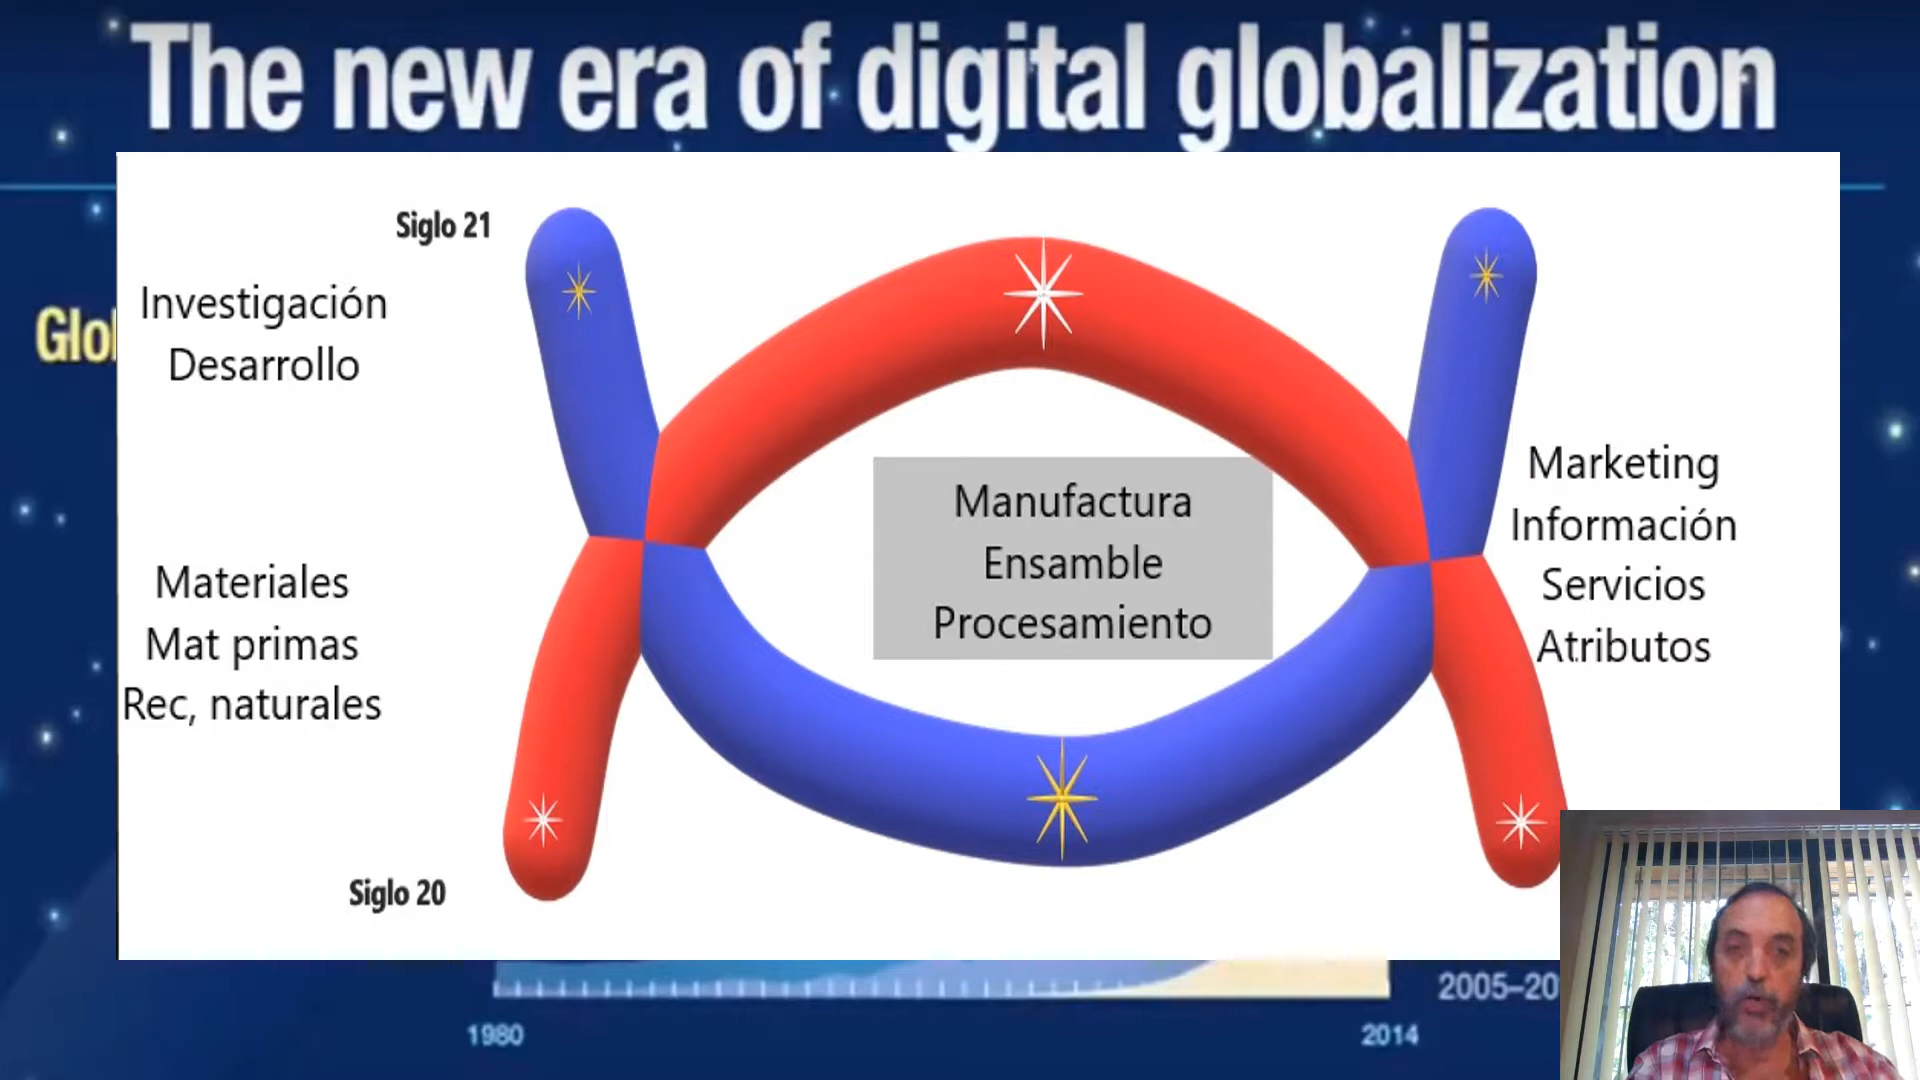 The new era of digital globalization
Siglo 21
Investigación
Desarrollo
Materiales
Mat primas
Rec, naturales
Siglo 20
Manufactura
Ensamble
Procesamiento
Marketing
Información
Servicios
Atributos
1980
2014